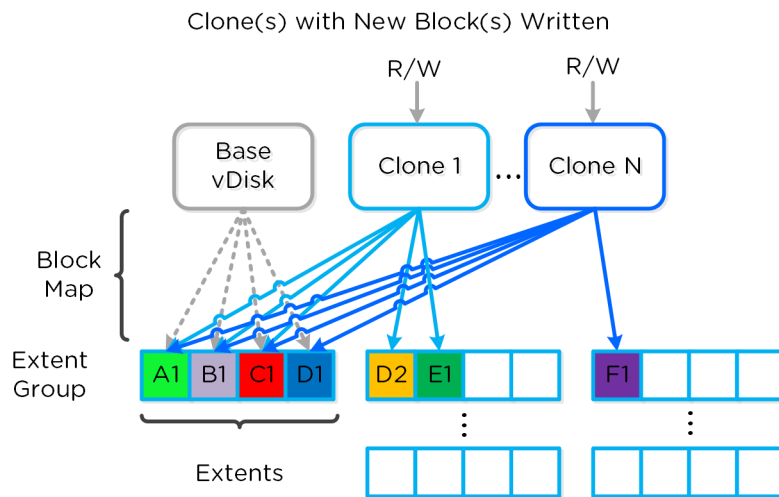 Clone(s) with New Block(s) Written
R/W
R/W
Base
vDisk
Clone 1
...
Clone N
Block
Map
Extent
Group
A1
B1
C1
D1
D2
E1
F1
Extents